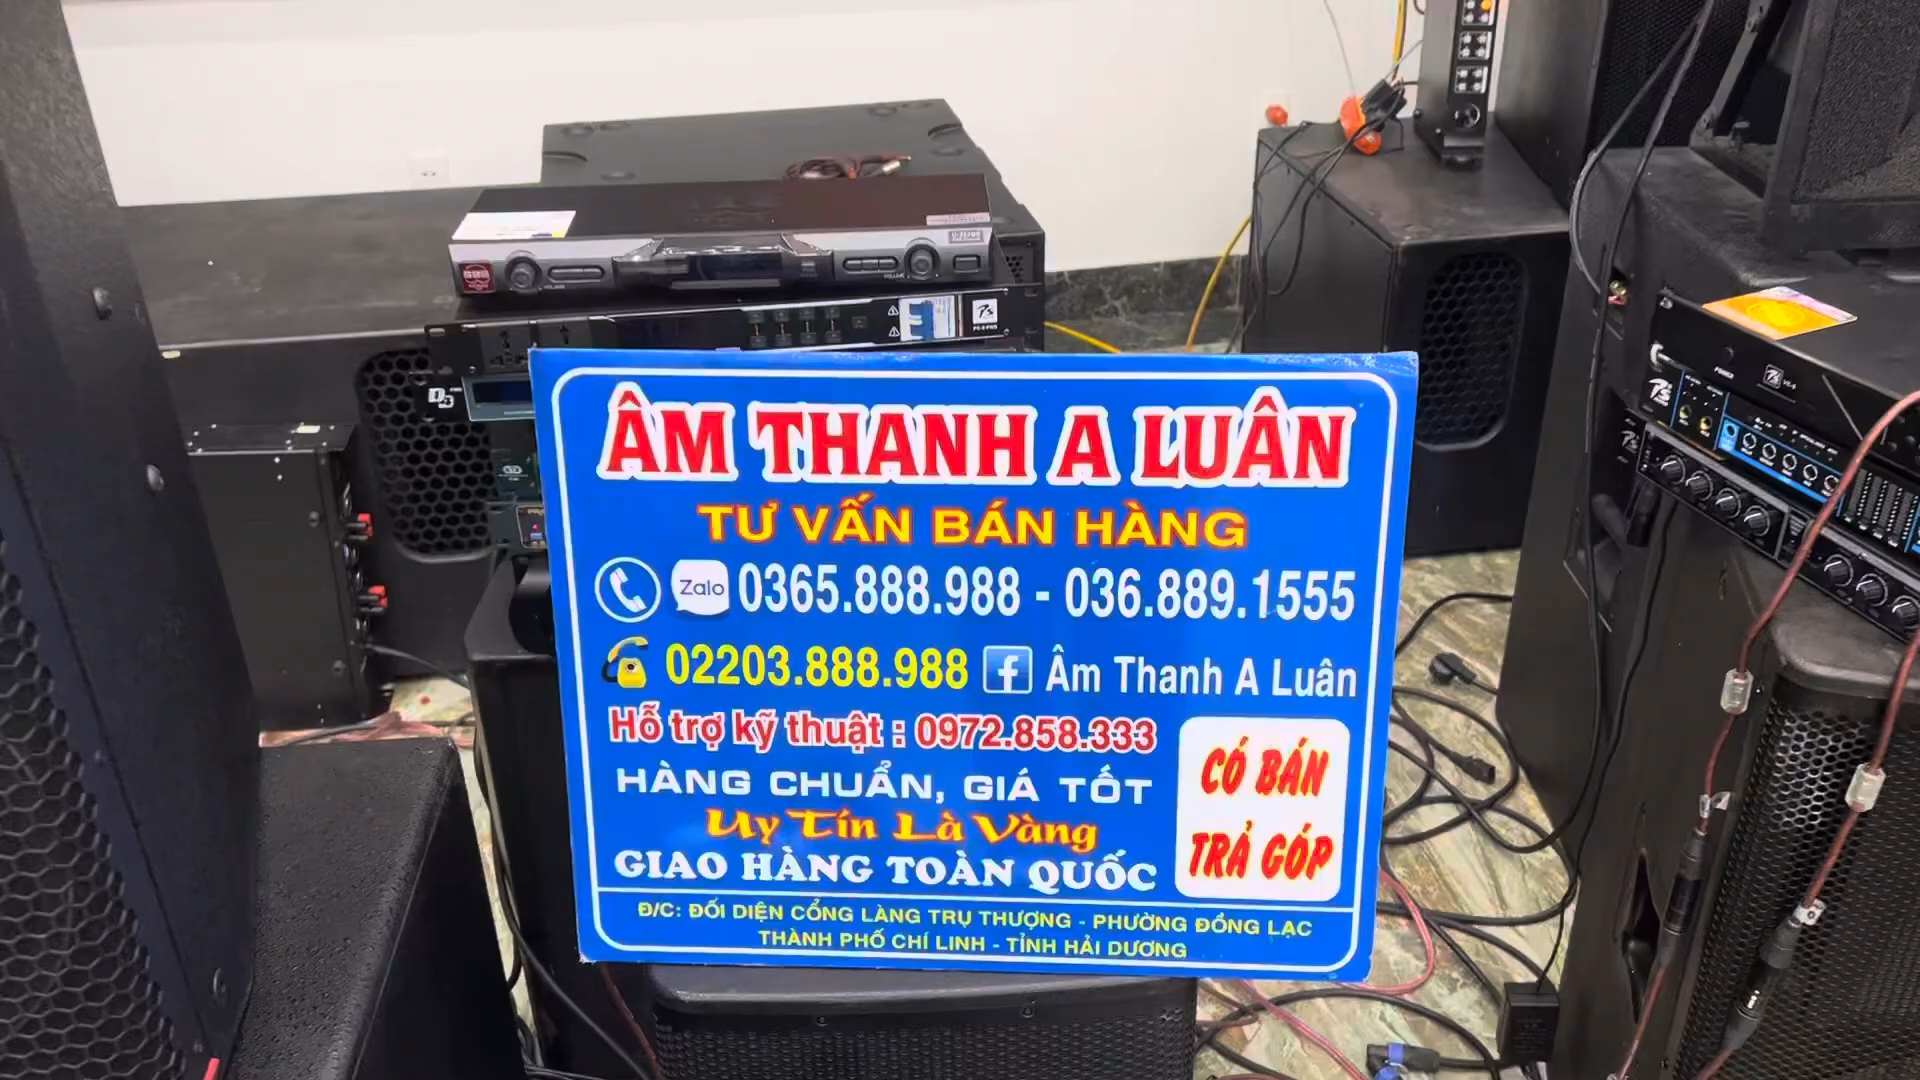 ÂM THANH A LUÂN
TƯ VẤN BÁN HÀNG
Zalo 0365.888.988 - 036.889.1555
02203.888.988 f Âm Thanh A Luân
Hỗ trợ kỹ thuật : 0972.858.333
HÀNG CHUẨN, GIÁ TỐT
Uy Tín Là Vàng
GIAO HÀNG TOÀN QUỐC
CÓ BÁN
TRẢ GÓP
Đ/C: ĐỐI DIỆN CỔNG LÀNG TRỤ THƯỢNG - PHƯỜNG ĐỒNG LẠC
THÀNH PHỐ CHÍ LINH - TỈNH HẢI DƯƠNG